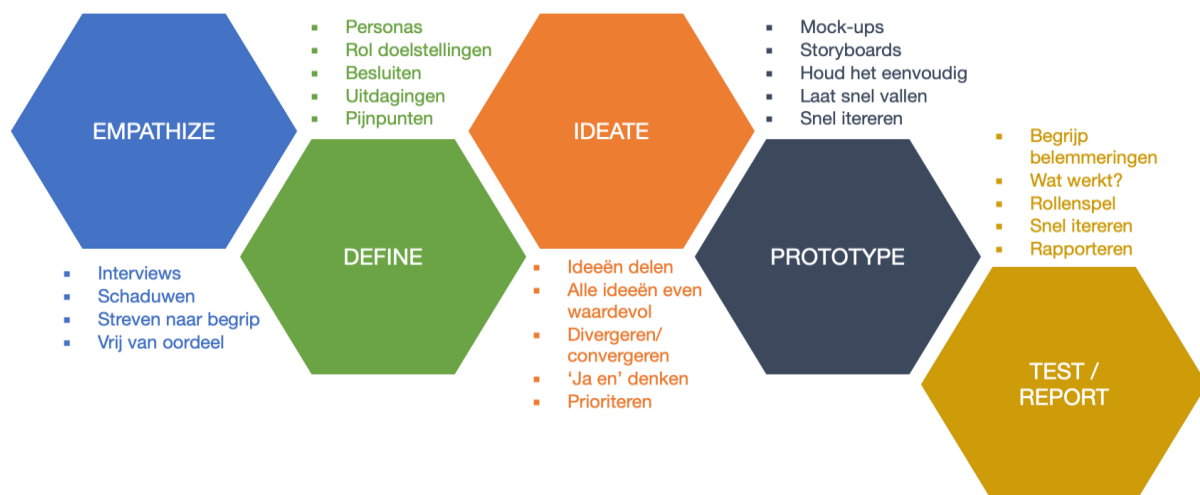 EMPATHIZE
Interviews
Schaduwen
Streven naar begrip
Vrij van oordeel
Personas
Rol doelstellingen
Besluiten
Uitdagingen
Pijnpunten
DEFINE
IDEATE
Ideeën delen
Alle ideeën even
waardevol
Divergeren/
convergeren
‘Ja en’ denken
Prioriteren
Mock-ups
Storyboards
Houd het eenvoudig
Laat snel vallen
Snel itereren
PROTOTYPE
Begrijp
belemmeringen
Wat werkt?
Rollenspel
Snel itereren
Rapporteren
TEST /
REPORT